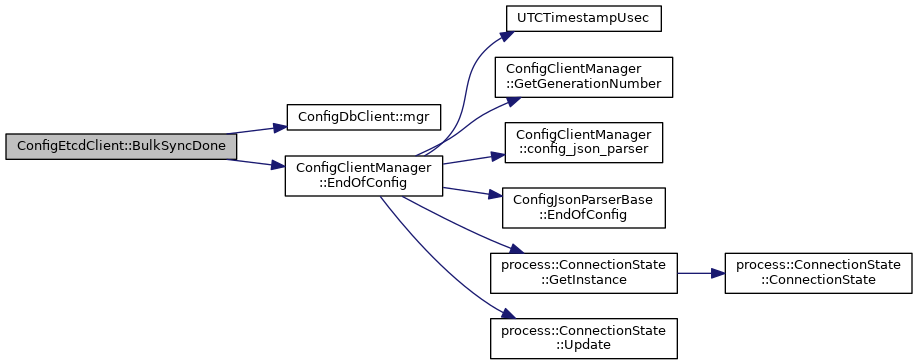 UTCTimestampUsec
ConfigClientManager
::GetGenerationNumber
ConfigDbClient::mgr
ConfigClientManager
::config_json_parser
ConfigEtcdClient::BulkSyncDone
ConfigClientManager
::EndOfConfig
ConfigJsonParserBase
::EndOfConfig
process::ConnectionState
::GetInstance
process::ConnectionState
::ConnectionState
process::ConnectionState
::Update